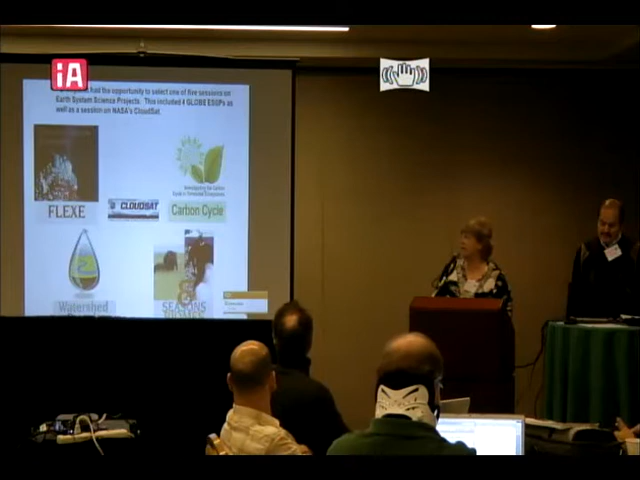 iA
had the opportunity to select one of five sessions on
Earth System Science Projects. This included 4 GLOBE ESSPs as
well as a session on NASA's CloudSat.
FLEXE
CLOUDSAT
Carbon Cycle
Watershed
SEASONS